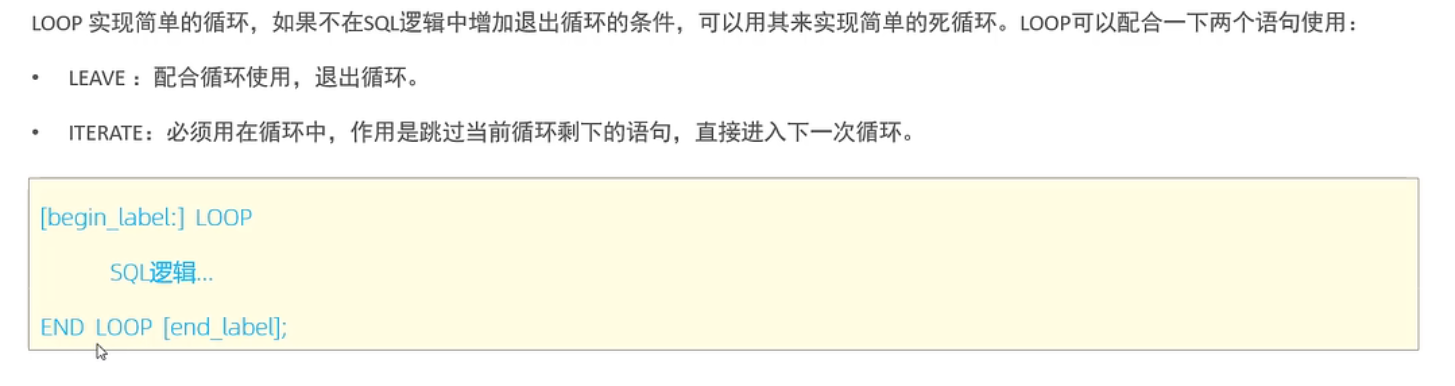 LOOP 实现简单的循环，如果不在SQL逻辑中增加退出循环的条件，可以用其来实现简单的死循环。LOOP可以配合一下两个语句使用：
• LEAVE ：配合循环使用，退出循环。
• ITERATE：必须用在循环中，作用是跳过当前循环剩下的语句，直接进入下一次循环。
[begin_label:] LOOP
SQL逻辑...
END LOOP [end_label];